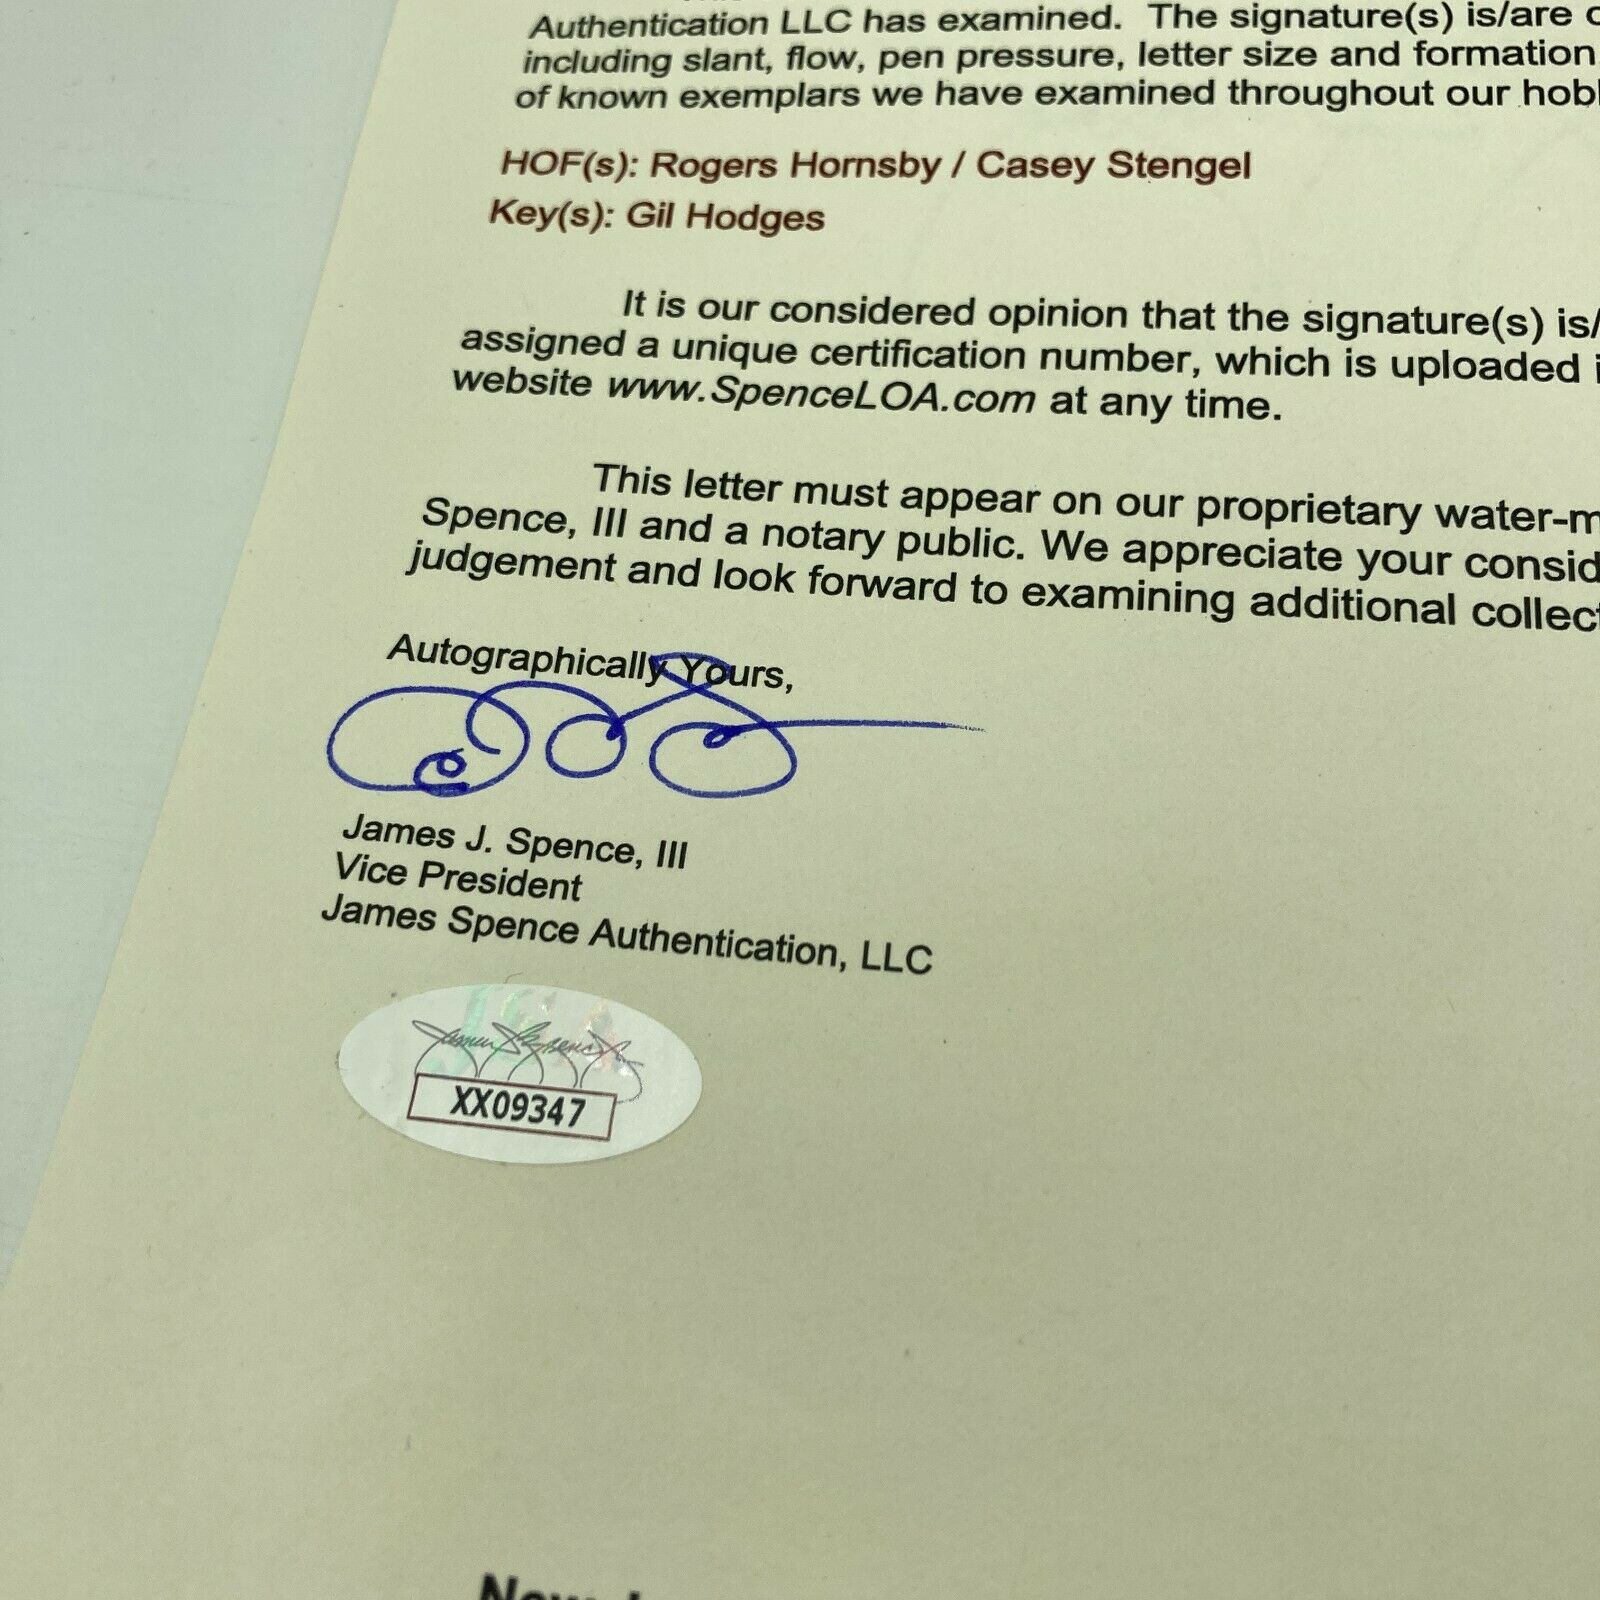 Authentication LLC has examined. The signature(s) is/are
including slant, flow, pen pressure, letter size and formation
of known exemplars we have examined throughout our
HOF(s): Rogers Hornsby / Casey Stengel
Key(s): Gil Hodges
It is our considered opinion that the signature(s) is/
assigned a unique certification number, which is uploaded
website www.SpenceLOA.com at any time.
This letter must appear on our proprietary water-m
Spence, III and a notary public. We appreciate your consid
judgement and look forward to examining additional collect
Autographically Yours,
James J. Spence, III
Vice President
James Spence Authentication, LLC
James Spence
XX09347